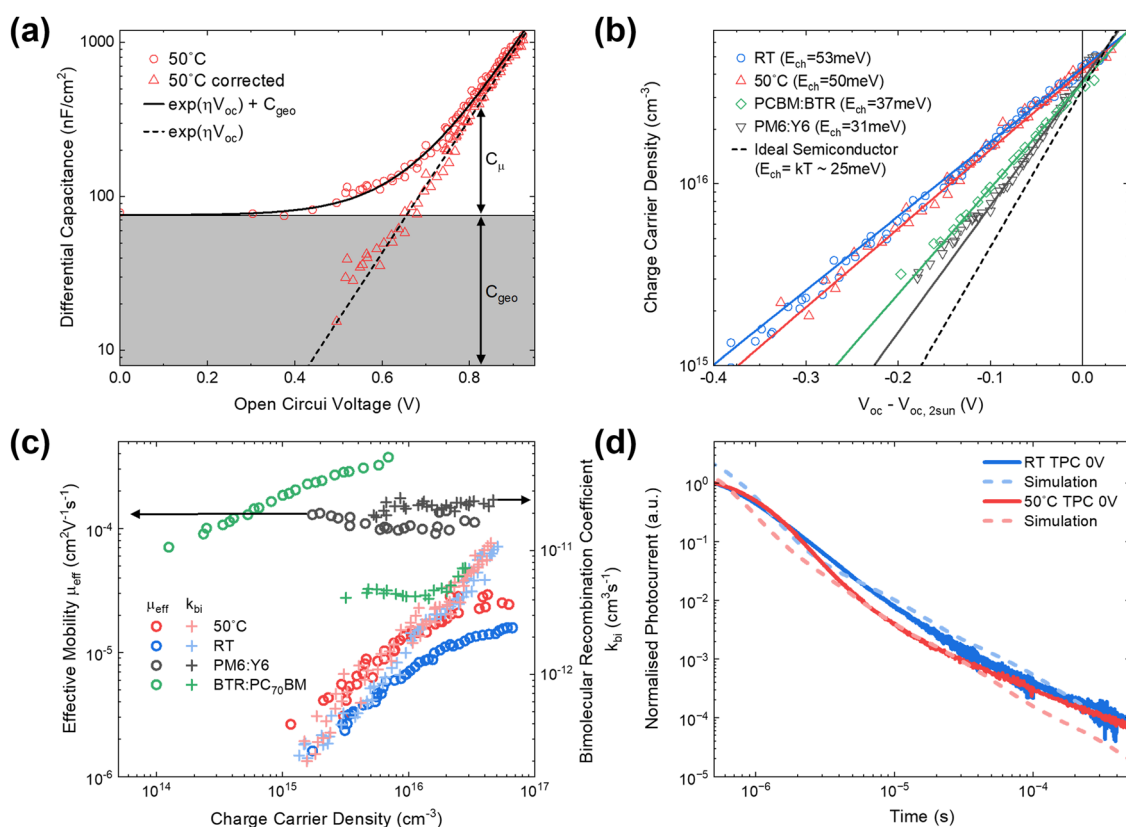 (a)
1000
100
10
Differential Capacitance (nF/cm²)
50°C
50°C corrected
exp(ηVoc) + Cgeo
exp(ηVoc)
Cμ
Cgeo
0.0 0.2 0.4 0.6 0.8
Open Circui Voltage (V)
(b)
10¹⁶
10¹⁵
Charge Carrier Density (cm⁻³)
RT (Ech=53meV)
50°C (Ech=50meV)
PCBM:BTR (Ech=37meV)
PM6:Y6 (Ech=31meV)
Ideal Semiconductor
(Ech= kT ~ 25meV)
-0.4 -0.3 -0.2 -0.1 0.0
Voc - Voc, 2sun (V)
(c)
10⁻⁴
10⁻⁵
10⁻⁶
Effective Mobility μeff (cm²V⁻¹s⁻¹)
μeff kbi
50°C
RT
PM6:Y6
BTR:PC70BM
10⁻¹¹
10⁻¹²
Bimolecular Recombination Coefficient
kbi (cm³s⁻¹)
10¹⁴ 10¹⁵ 10¹⁶ 10¹⁷
Charge Carrier Density (cm⁻³)
(d)
10⁰
10⁻¹
10⁻²
10⁻³
10⁻⁴
10⁻⁵
Normalised Photocurrent (a.u.)
RT TPC 0V
Simulation
50°C TPC 0V
Simulation
10⁻⁶ 10⁻⁵ 10⁻⁴
Time (s)